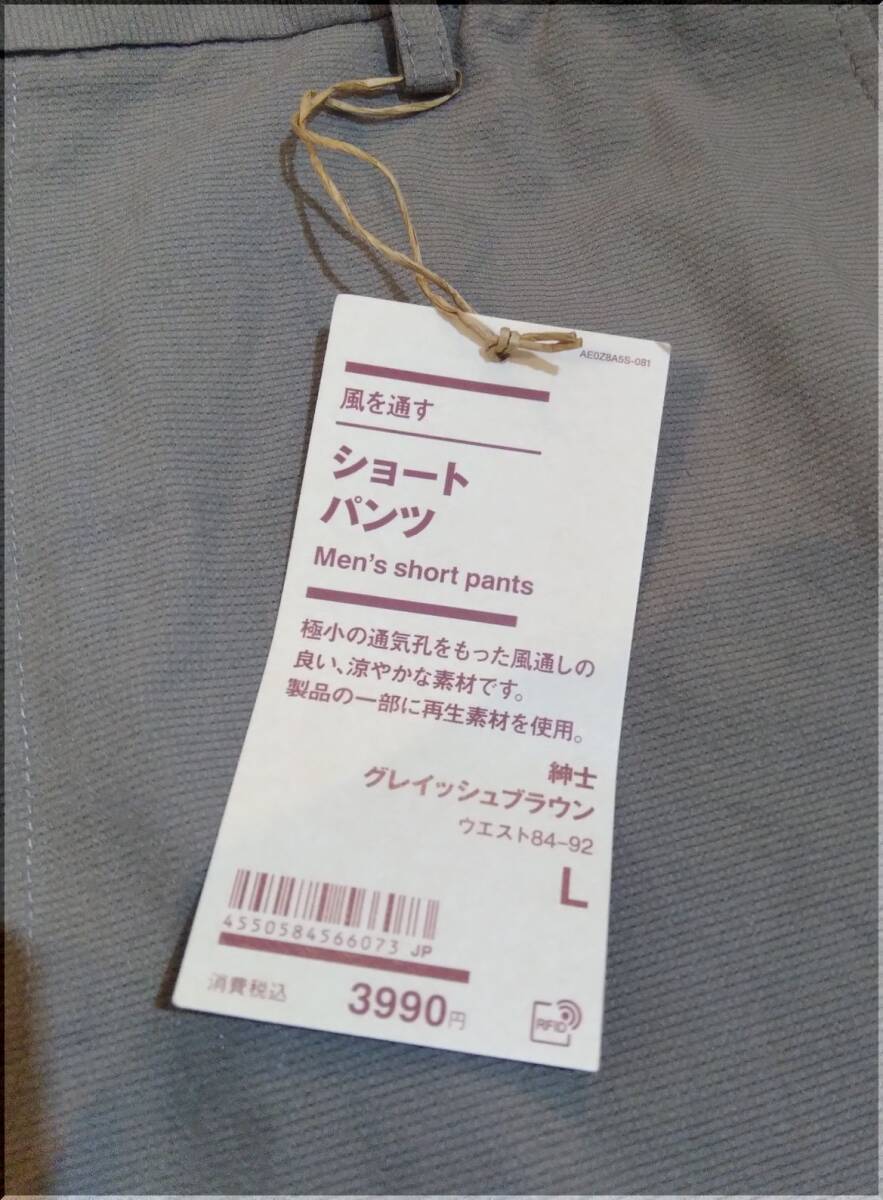 AE0Z8A5S-081
風を通す
ショート
パンツ
Men's short pants
極小の通気孔をもった風通しの
良い、涼やかな素材です。
製品の一部に再生素材を使用。
紳士
グレイッシュブラウン
ウエスト84-92
L
4550584566073 JP
消費税込 3990円
RFID